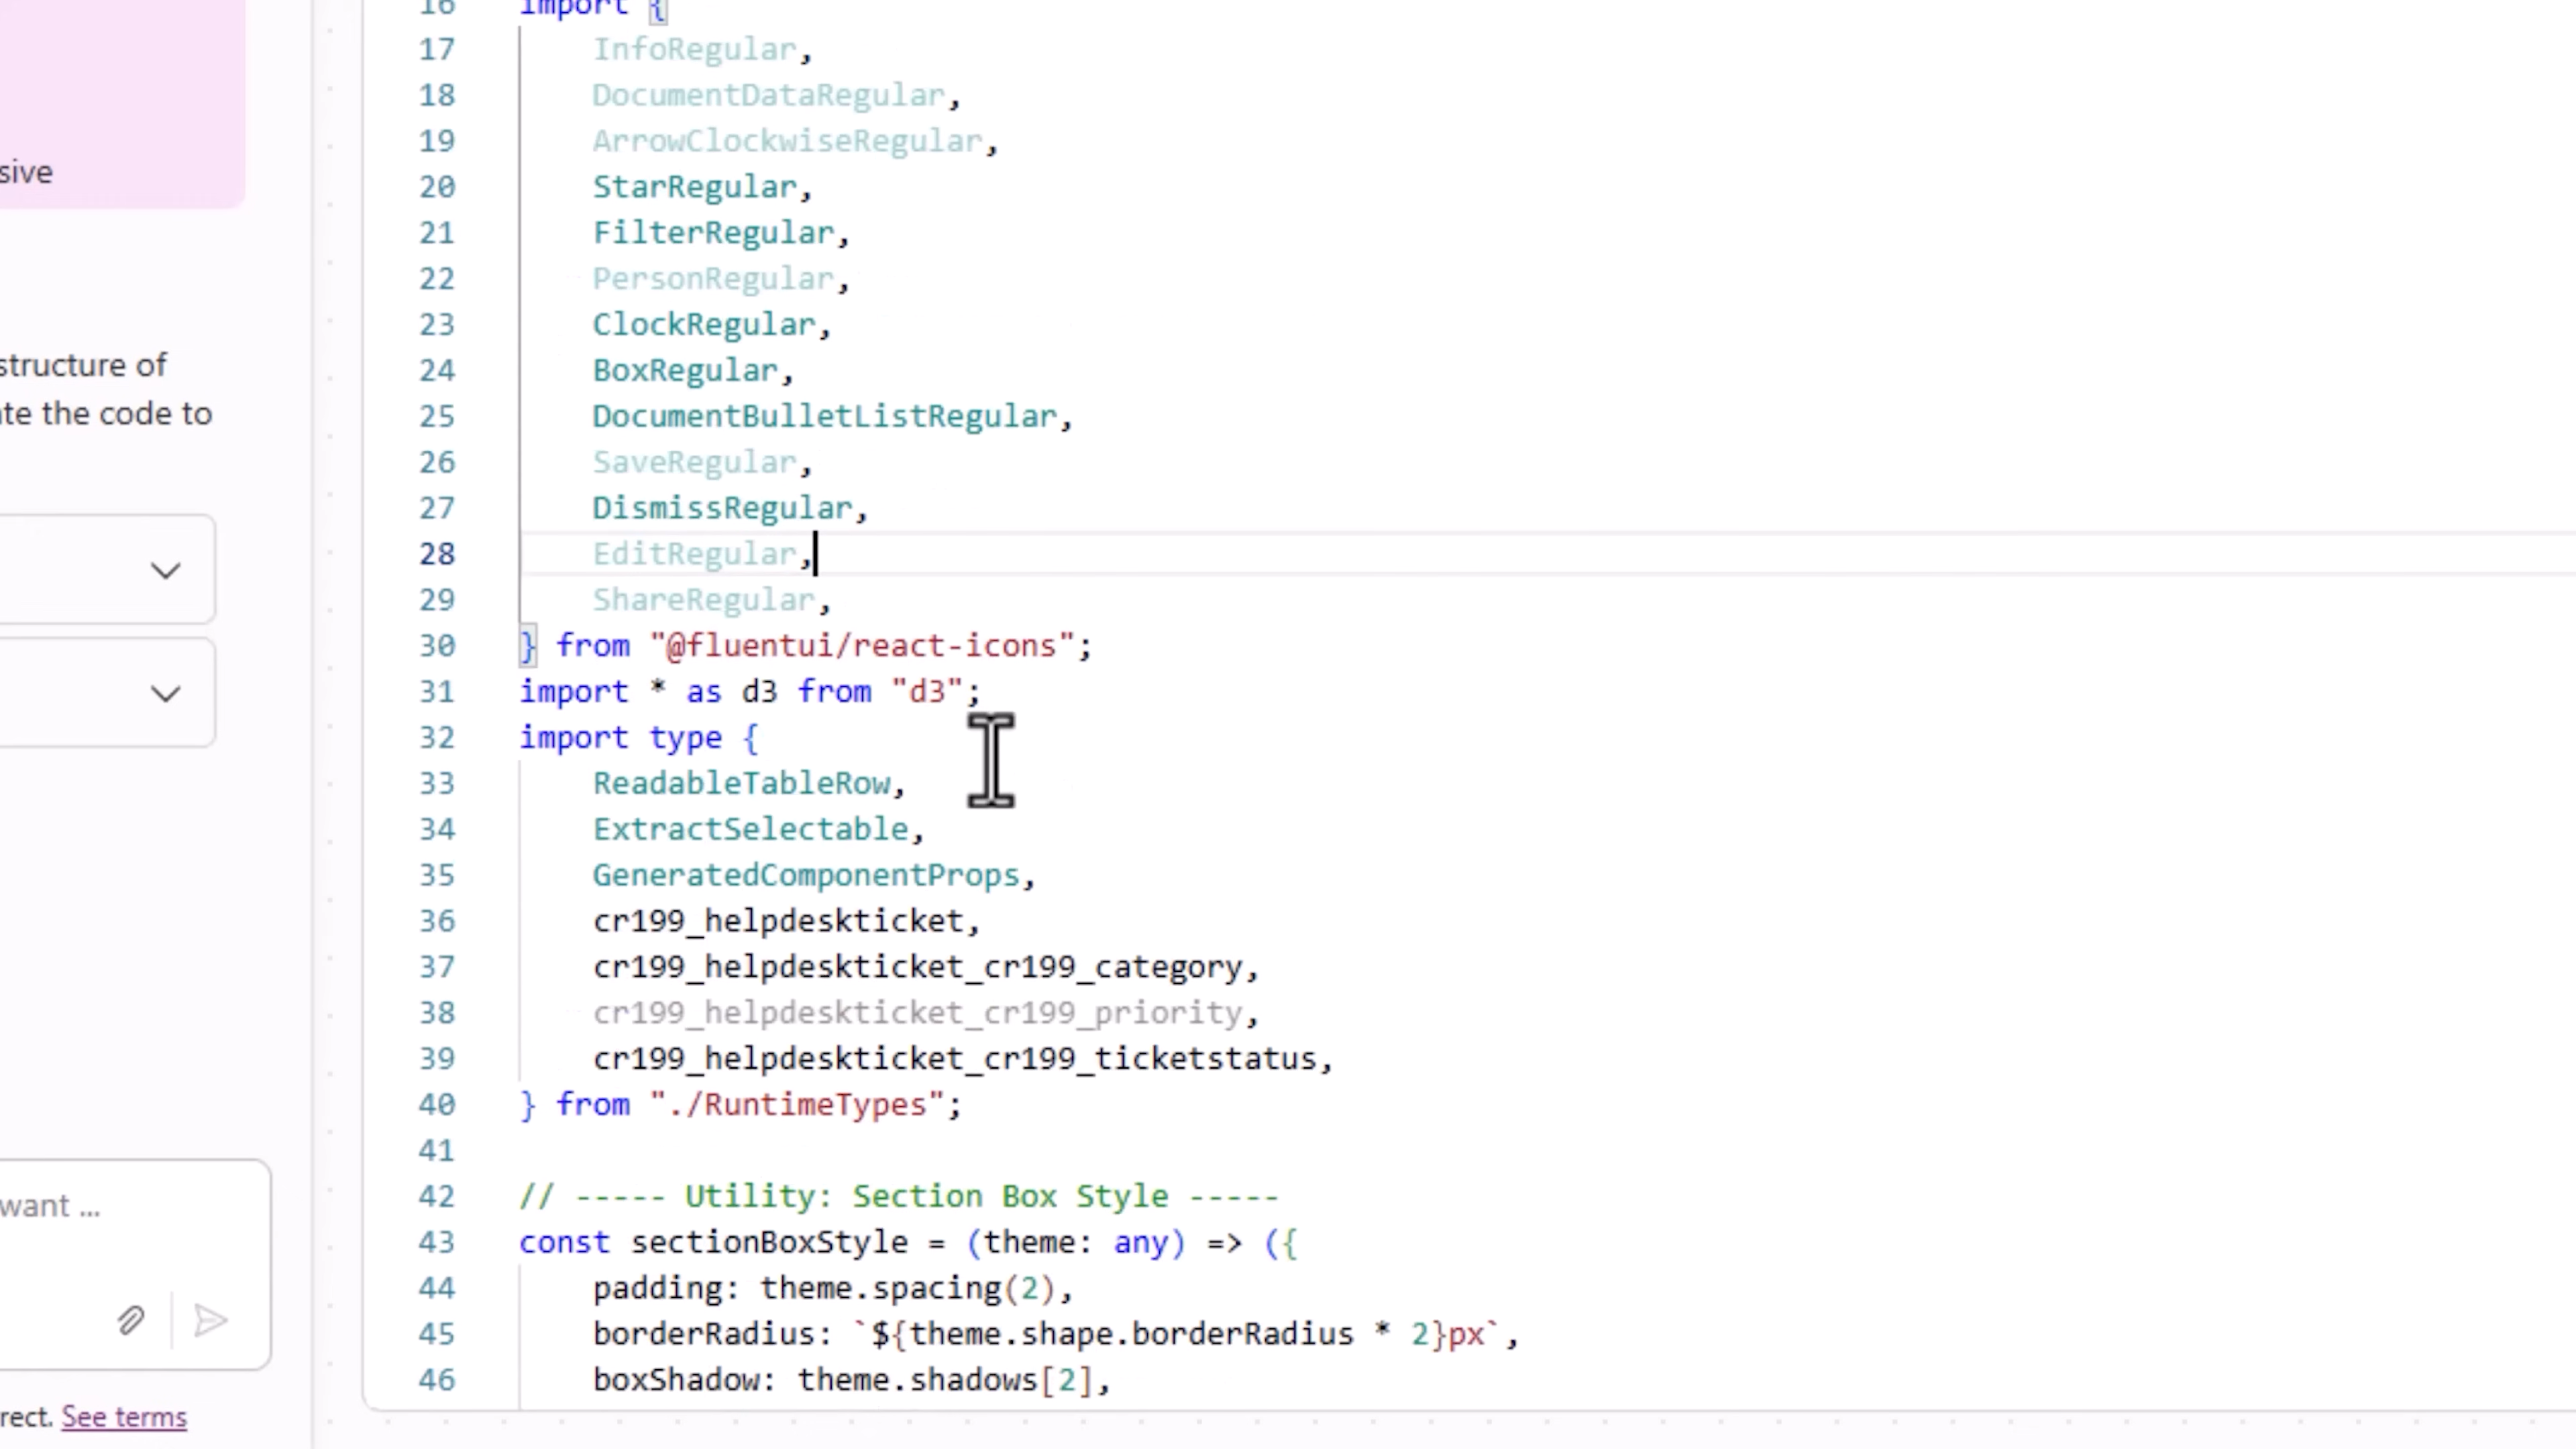 sive
structure of
te the code to
want ...
rect. See terms
16 import {
17 InfoRegular,
18 DocumentDataRegular,
19 ArrowClockwiseRegular,
20 StarRegular,
21 FilterRegular,
22 PersonRegular,
23 ClockRegular,
24 BoxRegular,
25 DocumentBulletListRegular,
26 SaveRegular,
27 DismissRegular,
28 EditRegular,
29 ShareRegular,
30 } from "@fluentui/react-icons";
31 import * as d3 from "d3";
32 import type {
33 ReadableTableRow,
34 ExtractSelectable,
35 GeneratedComponentProps,
36 cr199_helpdeskticket,
37 cr199_helpdeskticket_cr199_category,
38 cr199_helpdeskticket_cr199_priority,
39 cr199_helpdeskticket_cr199_ticketstatus,
40 } from "./RuntimeTypes";
41
42 // ----- Utility: Section Box Style -----
43 const sectionBoxStyle = (theme: any) => ({
44 padding: theme.spacing(2),
45 borderRadius: `${theme.shape.borderRadius * 2}px`,
46 boxShadow: theme.shadows[2],